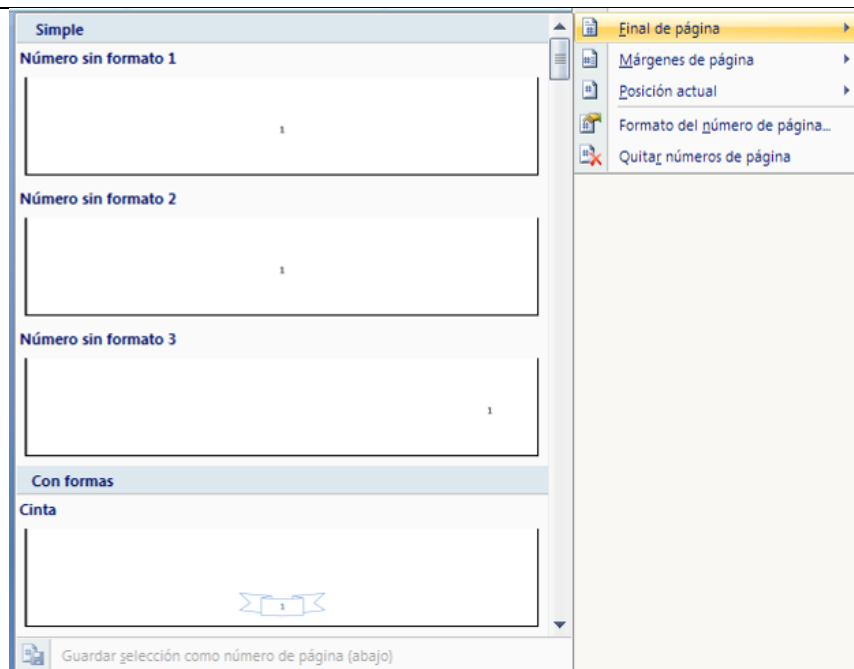 Simple
Número sin formato 1
1
Número sin formato 2
1
Número sin formato 3
1
Con formas
Cinta
1
Guardar selección como número de página (abajo)
Final de página
Márgenes de página
Posición actual
Formato del número de página...
Quitar números de página